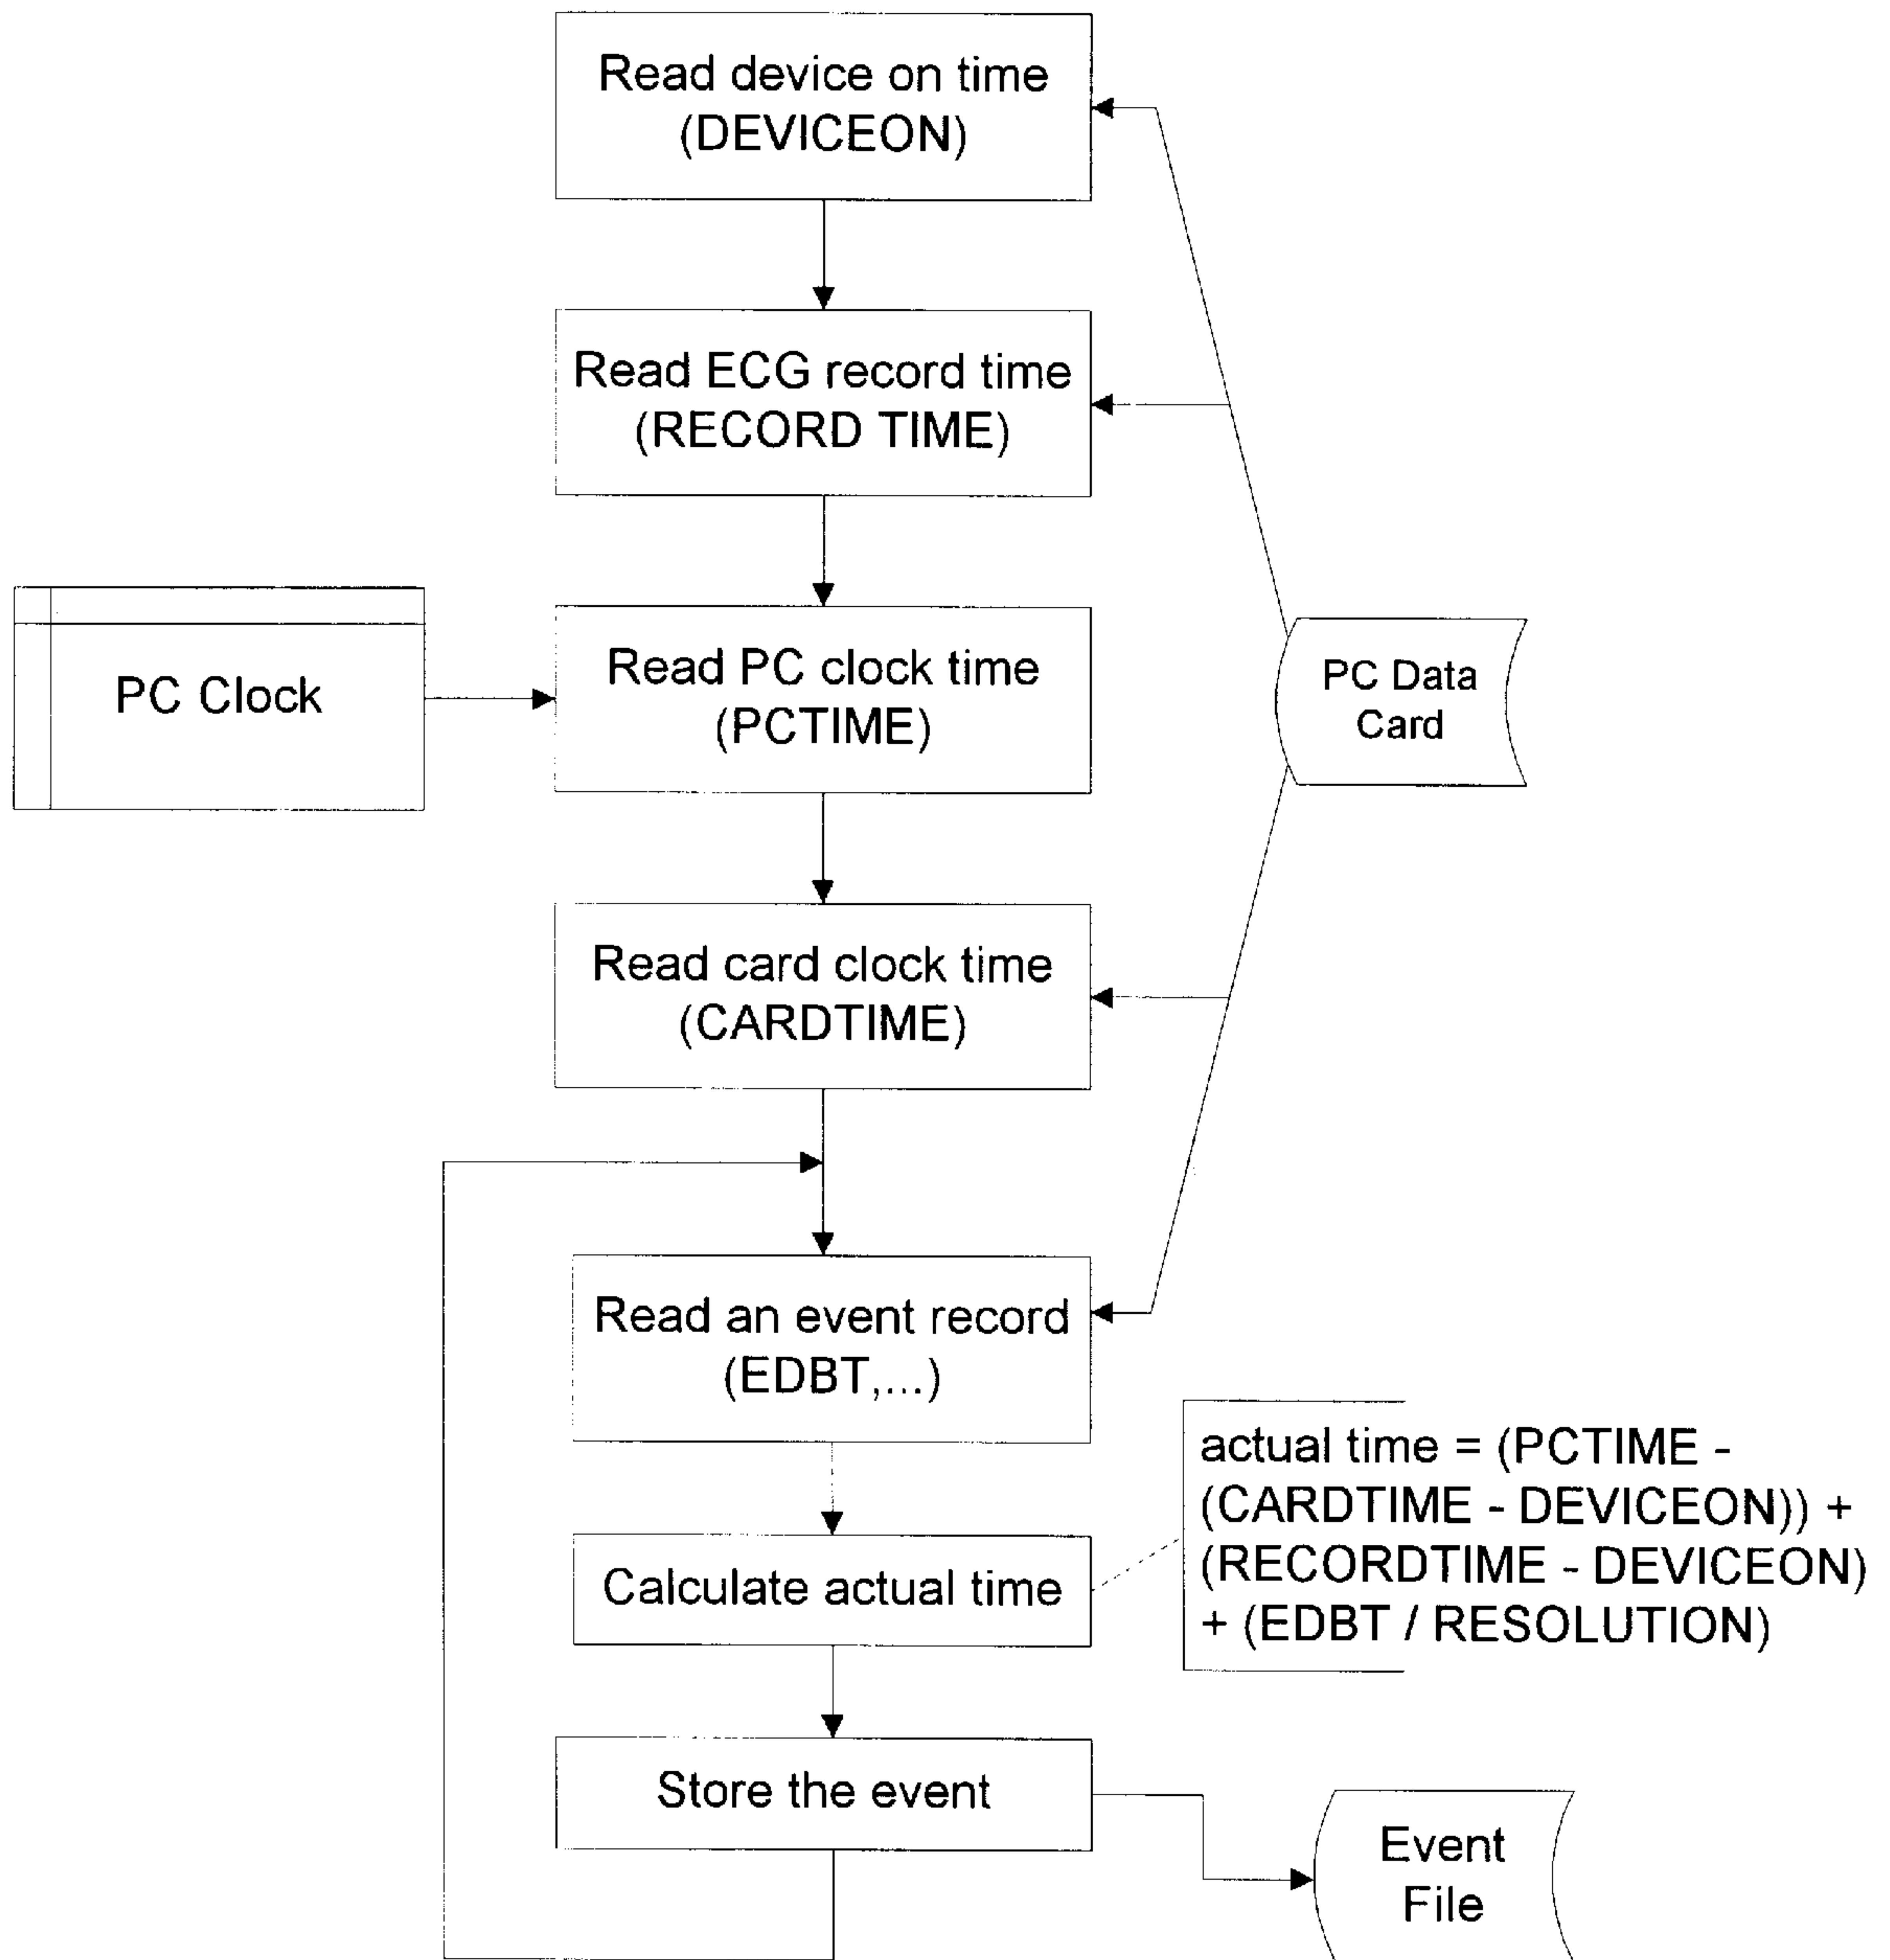 Read device on time
(DEVICEON)
Read ECG record time
(RECORD TIME)
PC Clock
Read PC clock time
(PCTIME)
PC Data
Card
Read card clock time
(CARDTIME)
Read an event record
(EDBT,...)
actual time = (PCTIME -
(CARDTIME - DEVICEON)) +
(RECORDTIME - DEVICEON)
+ (EDBT / RESOLUTION)
Calculate actual time
Store the event
Event
File